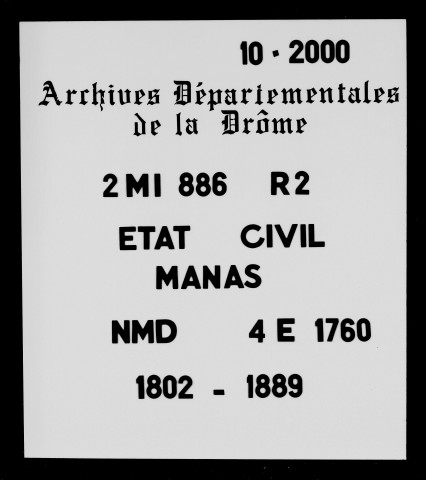 10 · 2000
Archives Départementales
de la Drôme
2 MI 886 R2
ETAT CIVIL
MANAS
NMD 4 E 1760
1802 - 1889